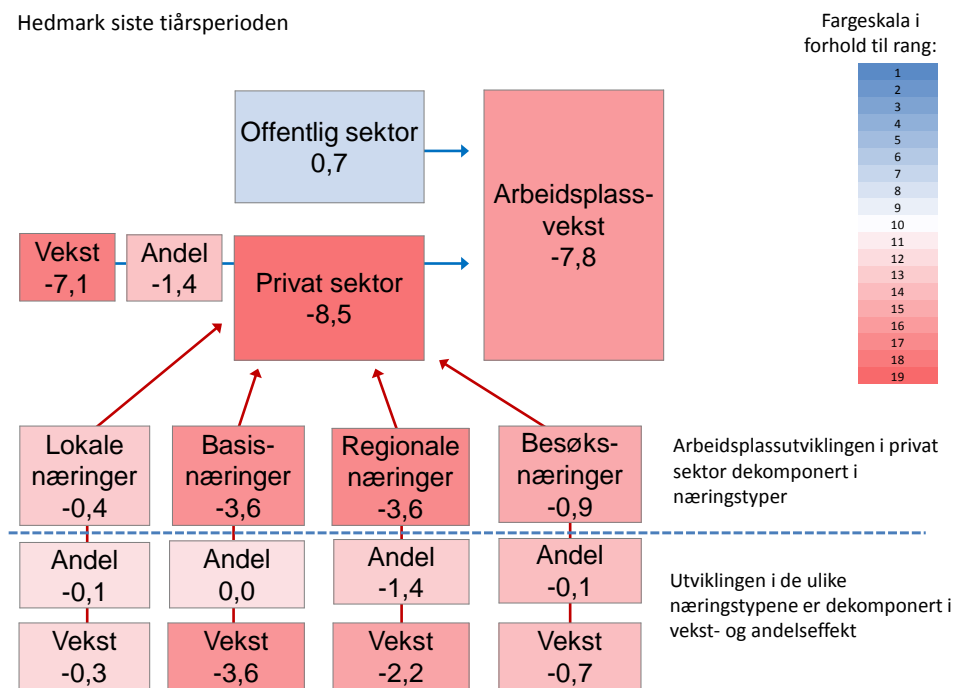 Hedmark siste tiårsperioden
Fargeskala i
forhold til rang:
1
2
3
4
5
6
7
8
9
10
11
12
13
14
15
16
17
18
19
Offentlig sektor
0,7
Arbeidsplass-
vekst
-7,8
Vekst
-7,1
Andel
-1,4
Privat sektor
-8,5
Lokale
næringer
-0,4
Basis-
næringer
-3,6
Regionale
næringer
-3,6
Besøks-
næringer
-0,9
Arbeidsplassutviklingen i privat
sektor dekomponert i
næringstyper
Andel
-0,1
Andel
0,0
Andel
-1,4
Andel
-0,1
Vekst
-0,3
Vekst
-3,6
Vekst
-2,2
Vekst
-0,7
Utviklingen i de ulike
næringstypene er dekomponert i
vekst- og andelseffekt